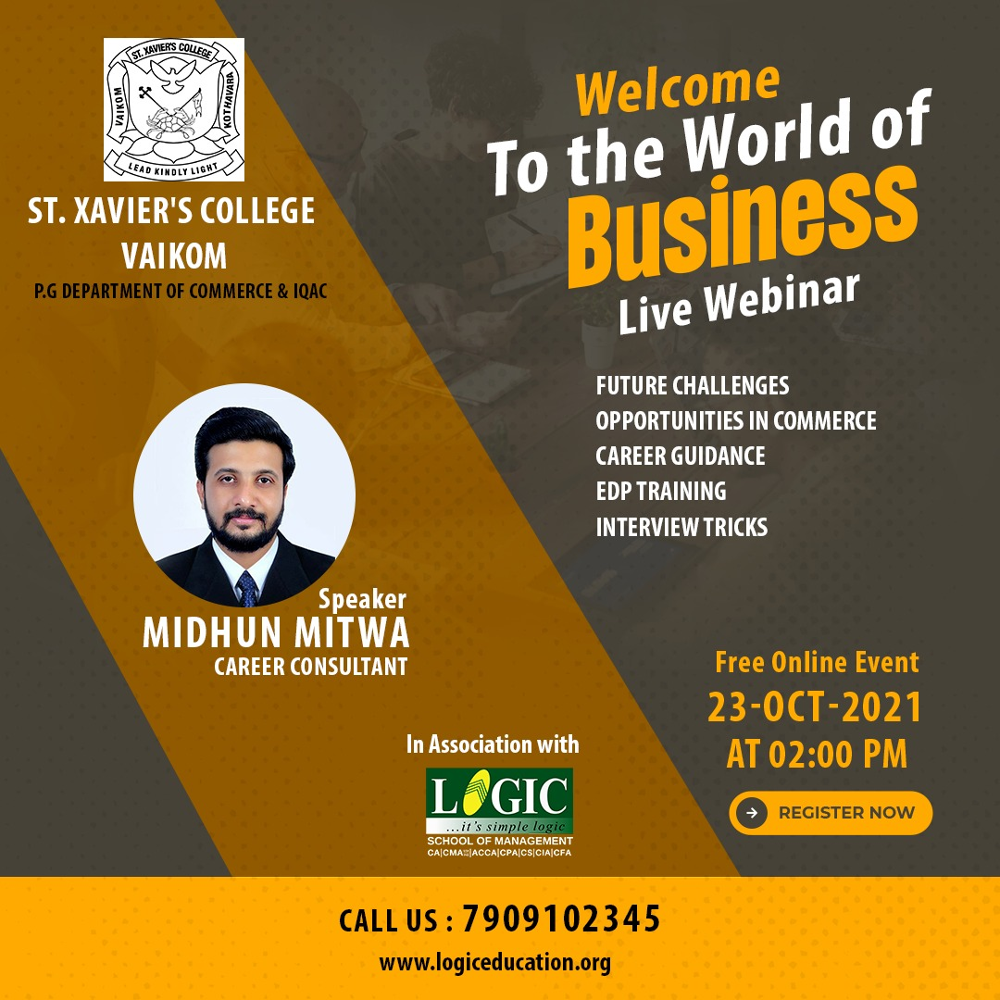 ST. XAVIER'S COLLEGE
VAIKOM
KOTHAVARA
LEAD KINDLY LIGHT
ST. XAVIER'S COLLEGE
VAIKOM
P.G DEPARTMENT OF COMMERCE & IQAC
Welcome
To the World of
Business
Live Webinar
FUTURE CHALLENGES
OPPORTUNITIES IN COMMERCE
CAREER GUIDANCE
EDP TRAINING
INTERVIEW TRICKS
Speaker
MIDHUN MITWA
CAREER CONSULTANT
Free Online Event
23-OCT-2021
AT 02:00 PM
REGISTER NOW
In Association with
LOGIC
...it's simple logic
SCHOOL OF MANAGEMENT
CA|CMA|ACCA|CPA|CS|CIA|CFA
CALL US : 7909102345
www.logiceducation.org